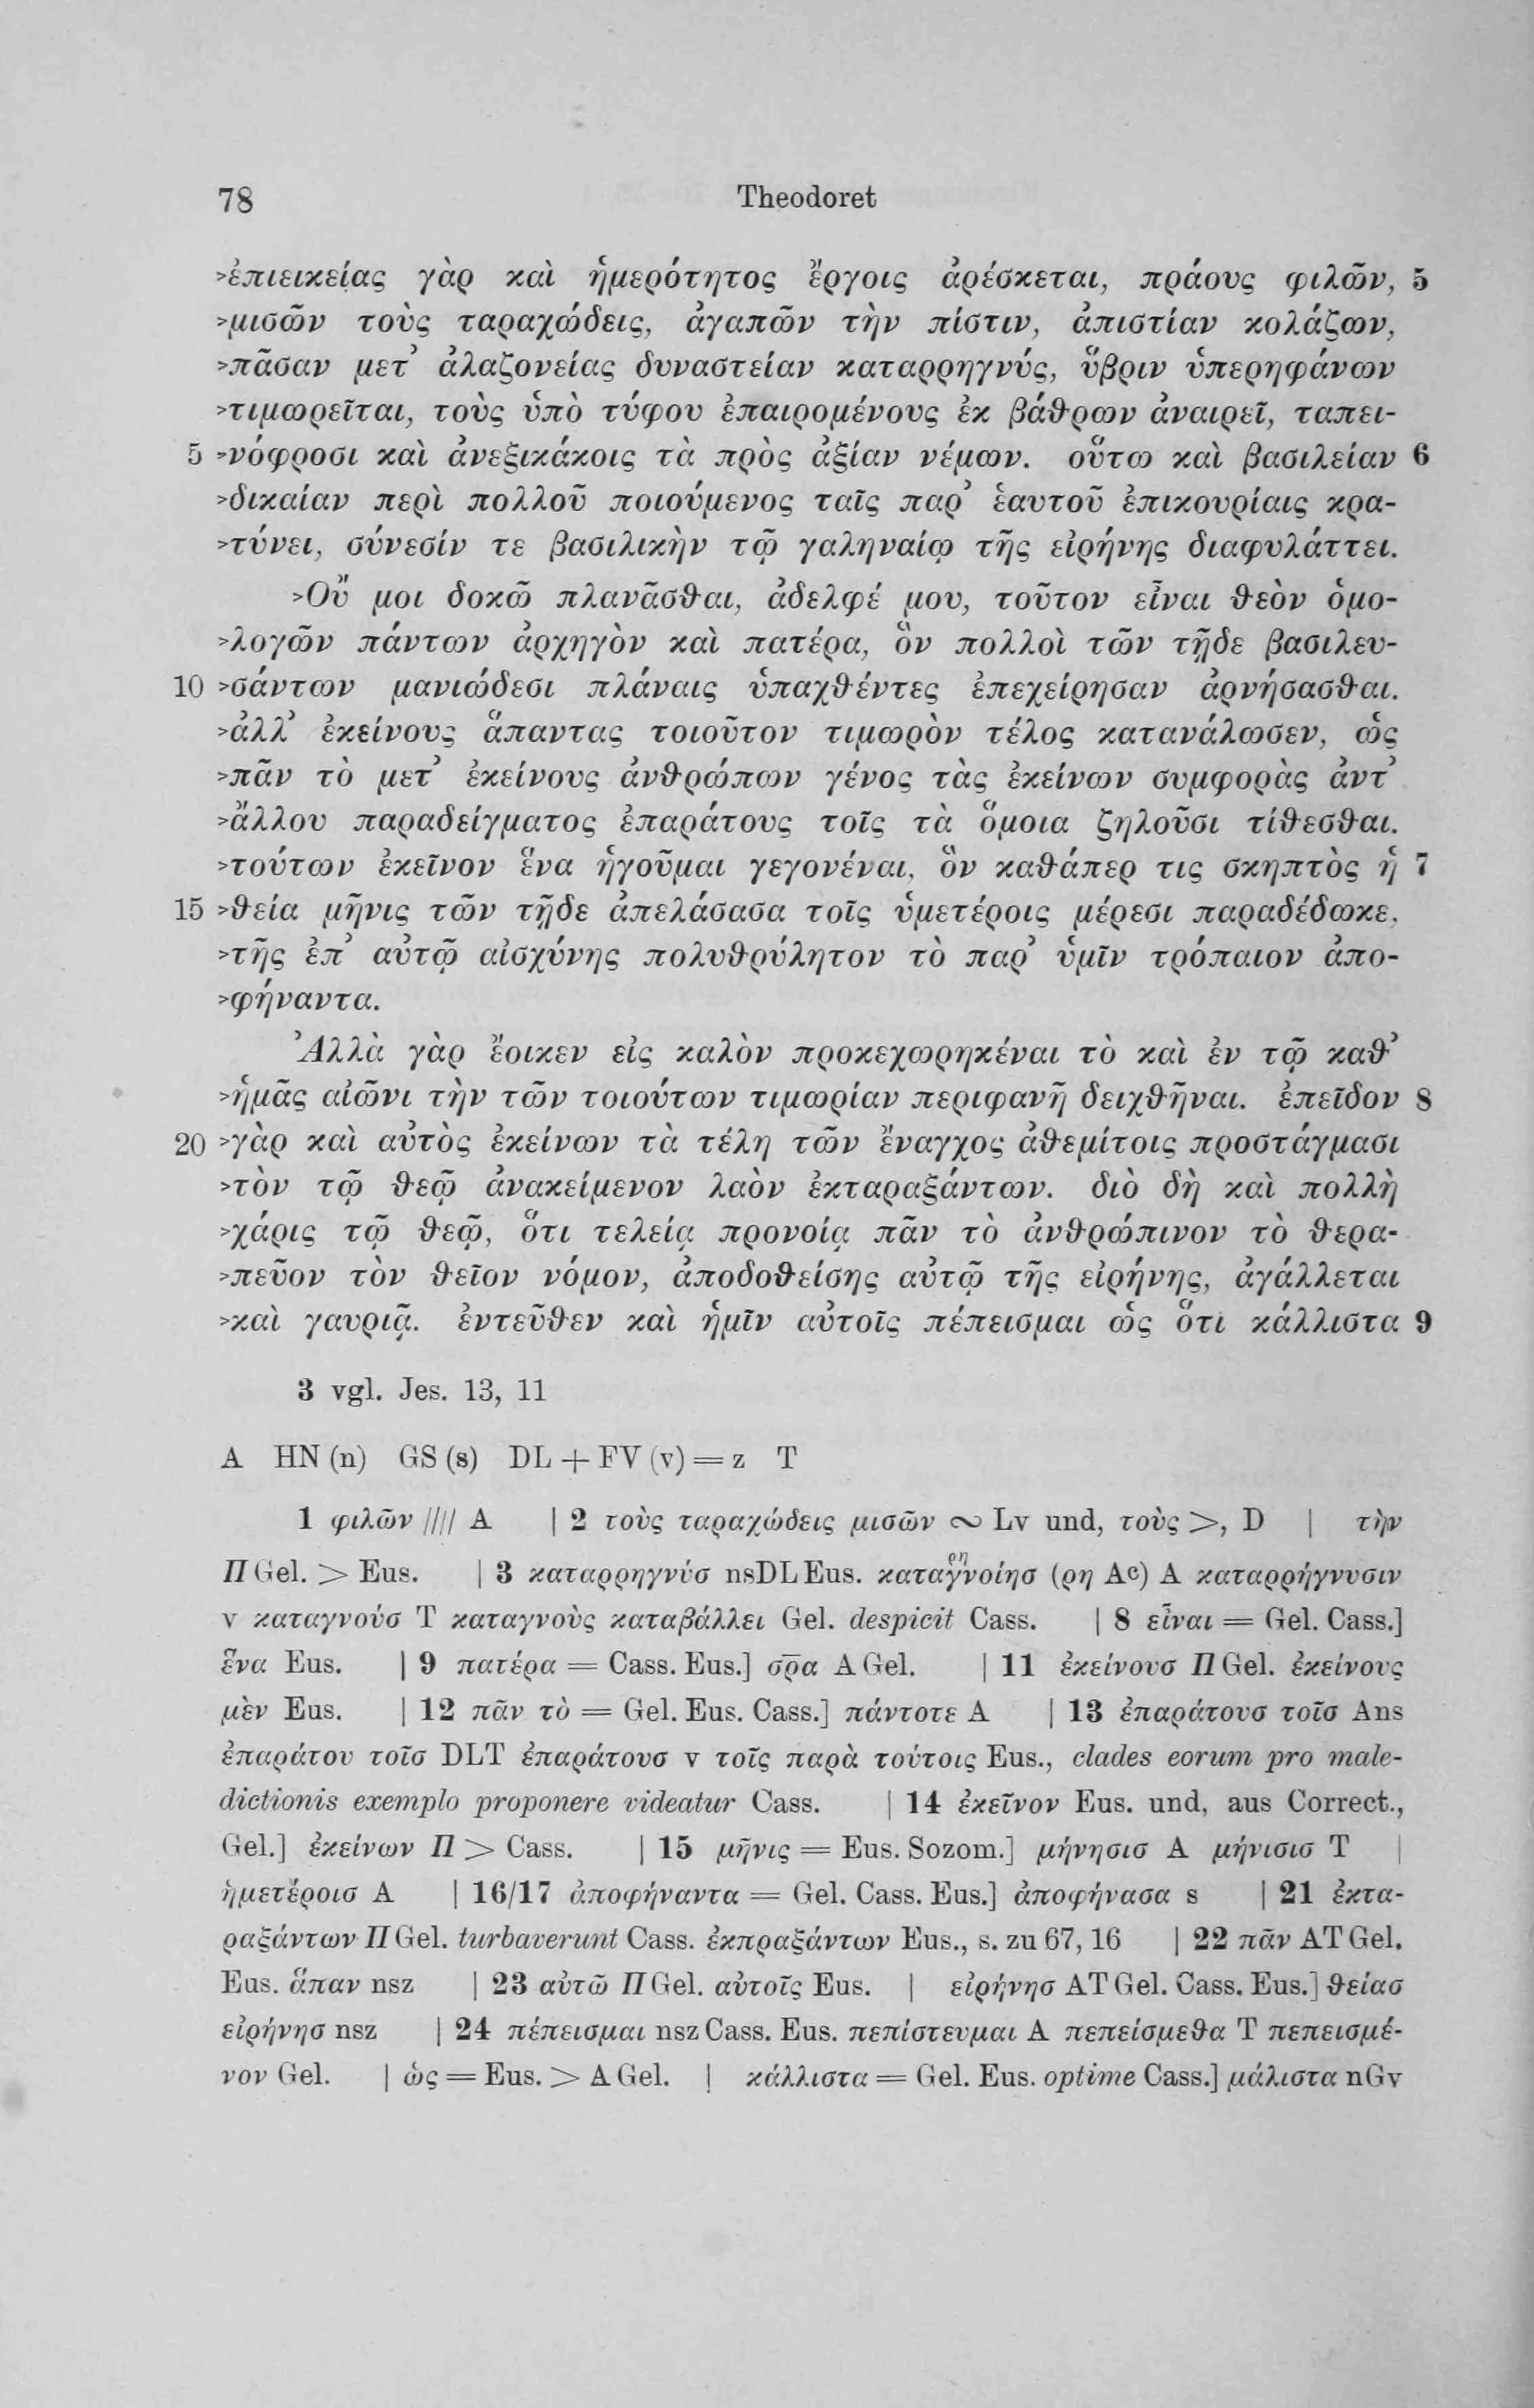 78 Theodoret
>ἐπιεικείας γὰρ καὶ ἡμερότητος ἔργοις ἀρέσκεται, πράους φιλῶν, 5
>μισῶν τοὺς ταραχώδεις, ἀγαπῶν τὴν πίστιν, ἀπιστίαν κολάζων,
>πᾶσαν μετ᾽ ἀλαζονείας δυναστείαν καταρρηγνύς, ὕβριν ὑπερηφάνων
>τιμωρεῖται, τοὺς ὑπὸ τύφου ἐπαιρομένους ἐκ βάθρων ἀναιρεῖ, ταπει-
5 >νόφροσι καὶ ἀνεξικάκοις τὰ πρὸς ἀξίαν νέμων. οὕτω καὶ βασιλείαν 6
>δικαίαν περὶ πολλοῦ ποιούμενος ταῖς παρ᾽ ἑαυτοῦ ἐπικουρίαις κρα-
>τύνει, σύνεσίν τε βασιλικὴν τῷ γαληναίῳ τῆς εἰρήνης διαφυλάττει.
>Οὔ μοι δοκῶ πλανᾶσθαι, ἀδελφέ μου, τοῦτον εἶναι θεὸν ὁμο-
>λογῶν πάντων ἀρχηγὸν καὶ πατέρα, ὃν πολλοὶ τῶν τῇδε βασιλευ-
10 >σάντων μανιώδεσι πλάναις ὑπαχθέντες ἐπεχείρησαν ἀρνήσασθαι.
>ἀλλ᾽ ἐκείνους ἅπαντας τοιοῦτον τιμωρὸν τέλος κατανάλωσεν, ὡς
>πᾶν τὸ μετ᾽ ἐκείνους ἀνθρώπων γένος τὰς ἐκείνων συμφορὰς ἀντ᾽
>ἄλλου παραδείγματος ἐπαράτους τοῖς τὰ ὅμοια ζηλοῦσι τίθεσθαι.
>τούτων ἐκεῖνον ἕνα ἡγοῦμαι γεγονέναι, ὃν καθάπερ τις σκηπτὸς ἡ 7
15 >θεία μῆνις τῶν τῇδε ἀπελάσασα τοῖς ὑμετέροις μέρεσι παραδέδωκε,
>τῆς ἐπ᾽ αὐτῷ αἰσχύνης πολυθρύλητον τὸ παρ᾽ ὑμῖν τρόπαιον ἀπο-
>φήναντα.
Ἀλλὰ γὰρ ἔοικεν εἰς καλὸν προκεχωρηκέναι τὸ καὶ ἐν τῷ καθ᾽
>ἡμᾶς αἰῶνι τὴν τῶν τοιούτων τιμωρίαν περιφανῆ δειχθῆναι. ἐπεῖδον 8
20 >γὰρ καὶ αὐτὸς ἐκείνων τὰ τέλη τῶν ἔναγχος ἀθεμίτοις προστάγμασι
>τὸν τῷ θεῷ ἀνακείμενον λαὸν ἐκταραξάντων. διὸ δὴ καὶ πολλὴ
>χάρις τῷ θεῷ, ὅτι τελείᾳ προνοίᾳ πᾶν τὸ ἀνθρώπινον τὸ θερα-
>πεῦον τὸν θεῖον νόμον, ἀποδοθείσης αὐτῷ τῆς εἰρήνης, ἀγάλλεται
>καὶ γαυριᾷ. ἐντεῦθεν καὶ ἡμῖν αὐτοῖς πέπεισμαι ὡς ὅτι κάλλιστα 9
3 vgl. Jes. 13, 11
A HN (n) GS (s) DL + FV (v) = z T
1 φιλῶν //// A | 2 τοὺς ταραχώδεις μισῶν ∾ Lv und, τοὺς >, D | τὴν
Π Gel. > Eus. | 3 καταρρηγνύσ nsDL Eus. καταγνοίησ (ρη Aᶜ) A καταρρήγνυσιν
v καταγνούσ T καταγνοὺς καταβάλλει Gel. despicit Cass. | 8 εἶναι = Gel. Cass.]
ἕνα Eus. | 9 πατέρα = Cass. Eus.] σρ̅α A Gel. | 11 ἐκείνουσ Π Gel. ἐκείνους
μὲν Eus. | 12 πᾶν τὸ = Gel. Eus. Cass.] πάντοτε A | 13 ἐπαράτουσ τοῖσ Ans
ἐπαράτου τοῖσ DLT ἐπαράτουσ v τοῖς παρὰ τούτοις Eus., clades eorum pro male-
dictionis exemplo proponere videatur Cass. | 14 ἐκεῖνον Eus. und, aus Correct.,
Gel.] ἐκείνων Π > Cass. | 15 μῆνις = Eus. Sozom.] μήνησισ A μήνισισ T |
ἡμετέροισ A | 16/17 ἀποφήναντα = Gel. Cass. Eus.] ἀποφήνασα s | 21 ἐκτα-
ραξάντων Π Gel. turbaverunt Cass. ἐκπραξάντων Eus., s. zu 67, 16 | 22 πᾶν AT Gel.
Eus. ἅπαν nsz | 23 αὐτῶ Π Gel. αὐτοῖς Eus. | εἰρήνησ AT Gel. Cass. Eus.] θείασ
εἰρήνησ nsz | 24 πέπεισμαι nsz Cass. Eus. πεπίστευμαι A πεπείσμεθα T πεπεισμέ-
νον Gel. | ὡς = Eus. > A Gel. | κάλλιστα = Gel. Eus. optime Cass.] μάλιστα nGv